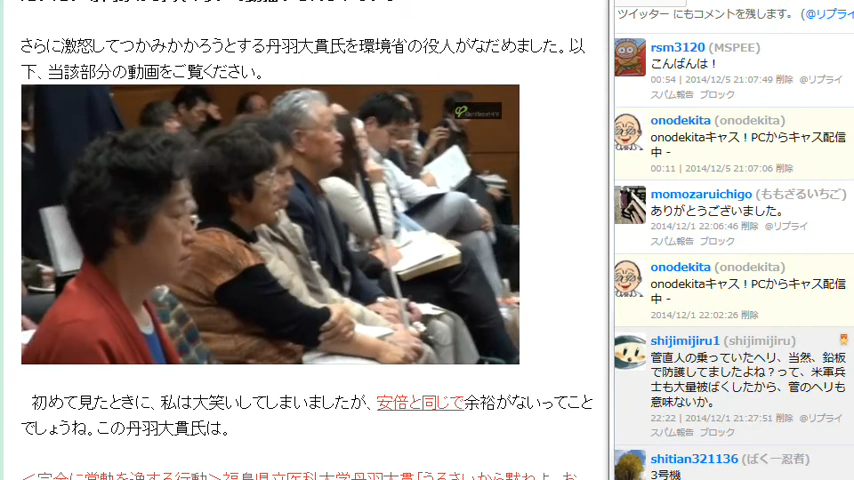 さらに激怒してつかみかかろうとする丹羽大貫氏を環境省の役人がなだめました。以
下、当該部分の動画をご覧ください。
初めて見たときに、私は大笑いしてしまいましたが、安倍と同じで余裕がないってこと
でしょうね。この丹羽大貫氏は。
ツイッター にもコメントを残します。 (@リプライ
rsm3120 (MSPEE)
こんばんは！
00:54 | 2014/12/5 21:07:49 削除 @リプライ
スパム報告 ブロック
onodekita (onodekita)
onodekitaキャス！PCからキャス配信
中 -
00:11 | 2014/12/5 21:07:06 削除
momozaruichigo (ももざるいちご)
ありがとうございました。
2014/12/1 22:06:46 削除 @リプライ
スパム報告 ブロック
onodekita (onodekita)
onodekitaキャス！PCからキャス配信
中 -
2014/12/1 22:02:26 削除
shijimijiru1 (shijimijiru)
菅直人の乗っていたヘリ、当然、鉛板
で防護してましたよね？って、米軍兵
士も大量被ばくしたから、菅のヘリも
意味ないか。
22:22 | 2014/12/1 21:27:51 削除 @リプライ
スパム報告 ブロック
shitian321136 (ばく一忍者)
3号機